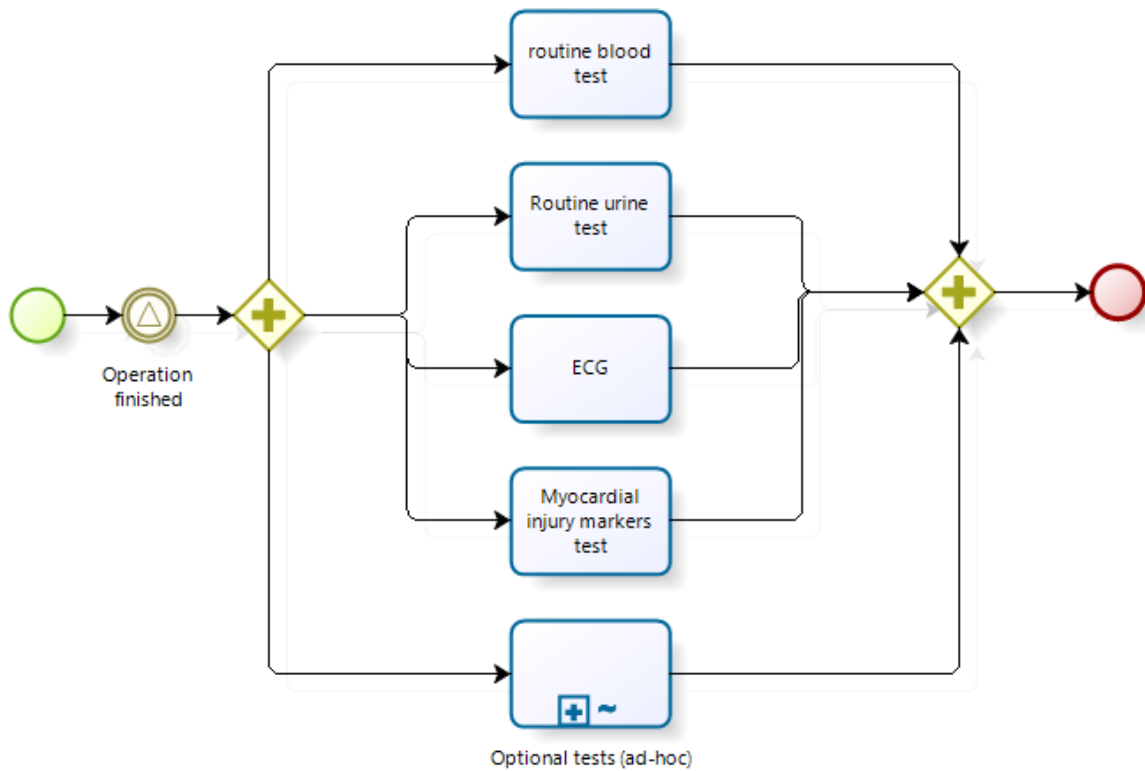 routine blood
test
Routine urine
test
Operation
finished
ECG
Myocardial
injury markers
test
Optional tests (ad-hoc)